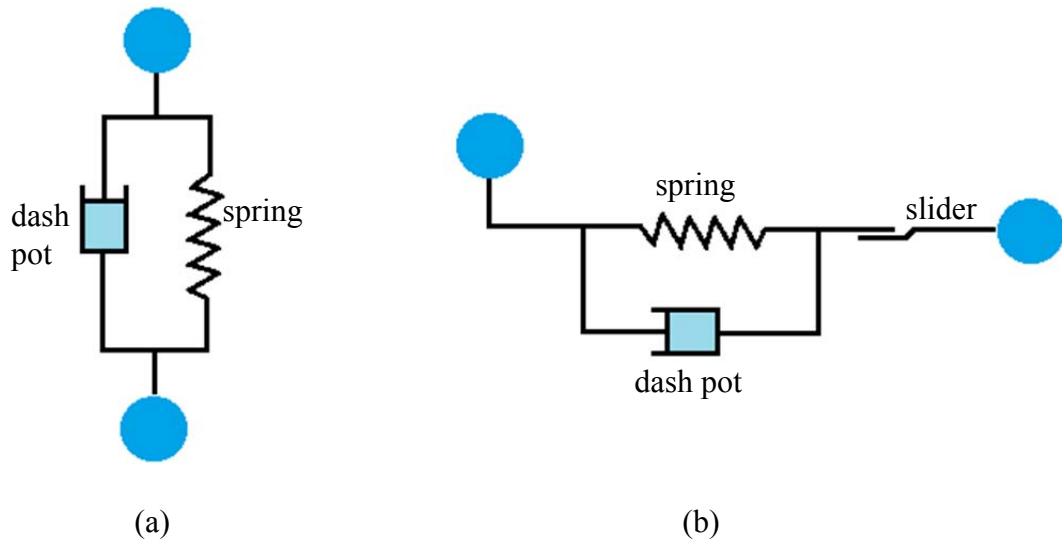 dash
pot
spring
spring
slider
dash pot
(a)
(b)